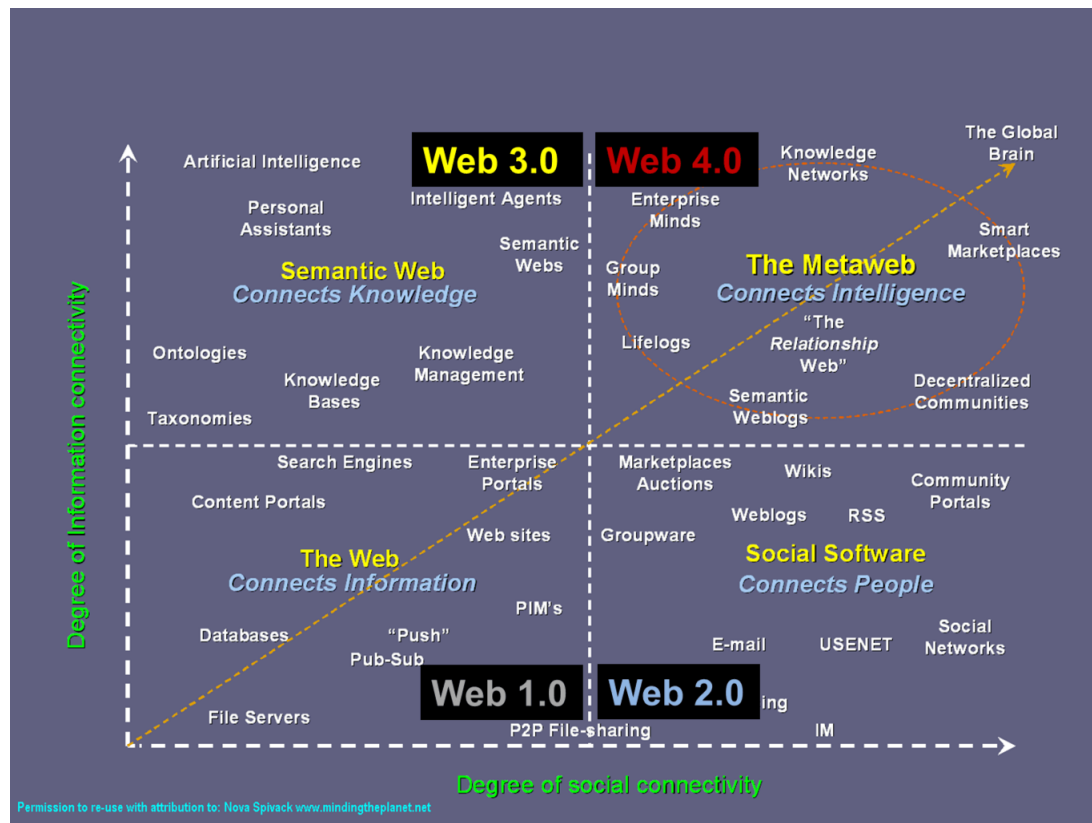 The Global
Brain
Web 3.0
Web 4.0
Artificial Intelligence
Knowledge
Networks
Intelligent Agents
Enterprise
Minds
Personal
Assistants
Smart
Marketplaces
Semantic
Webs
Semantic Web
Connects Knowledge
Group
Minds
The Metaweb
Connects Intelligence
"The
Relationship
Web"
Lifelogs
Ontologies
Knowledge
Management
Knowledge
Bases
Decentralized
Communities
Semantic
Weblogs
Taxonomies
Degree of Information connectivity
Search Engines
Enterprise
Portals
Marketplaces
Auctions
Wikis
Community
Portals
Content Portals
Weblogs
RSS
Web sites
Groupware
The Web
Connects Information
Social Software
Connects People
PIM's
Databases
"Push"
Pub-Sub
E-mail
USENET
Social
Networks
Web 1.0
Web 2.0
ing
File Servers
P2P File-sharing
IM
Degree of social connectivity
Permission to re-use with attribution to: Nova Spivack www.mindingtheplanet.net